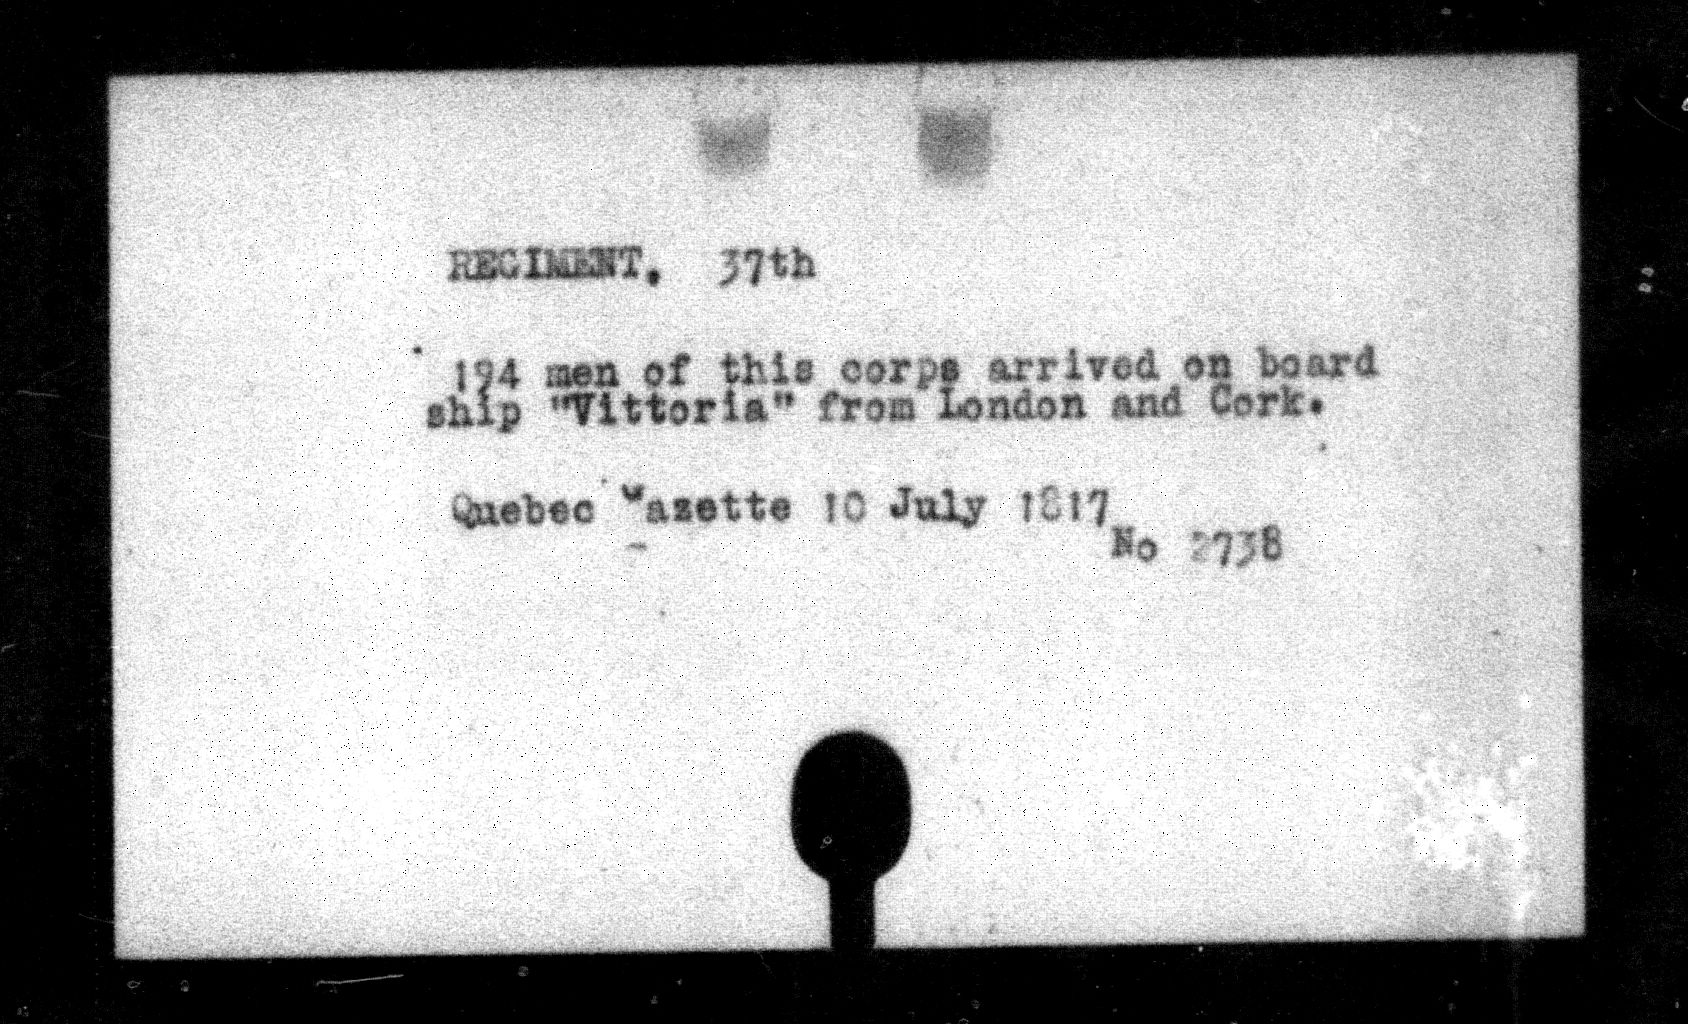 REGIMENT. 37th
194 men of this corps arrived on board
ship "Vittoria" from London and Cork.
Quebec Wazette 10 July 1817
No 2738